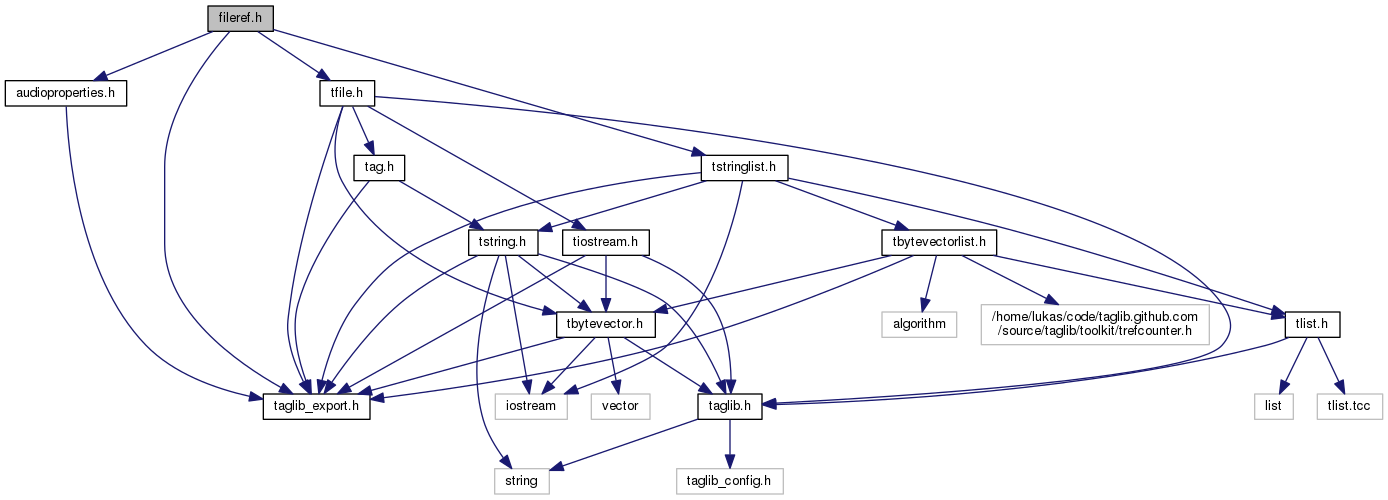 fileref.h
audioproperties.h
tfile.h
tag.h
tstringlist.h
tstring.h
tiostream.h
tbytevectorlist.h
tbytevector.h
algorithm
/home/lukas/code/taglib.github.com
/source/taglib/toolkit/trefcounter.h
tlist.h
taglib_export.h
iostream
vector
taglib.h
list
tlist.tcc
string
taglib_config.h